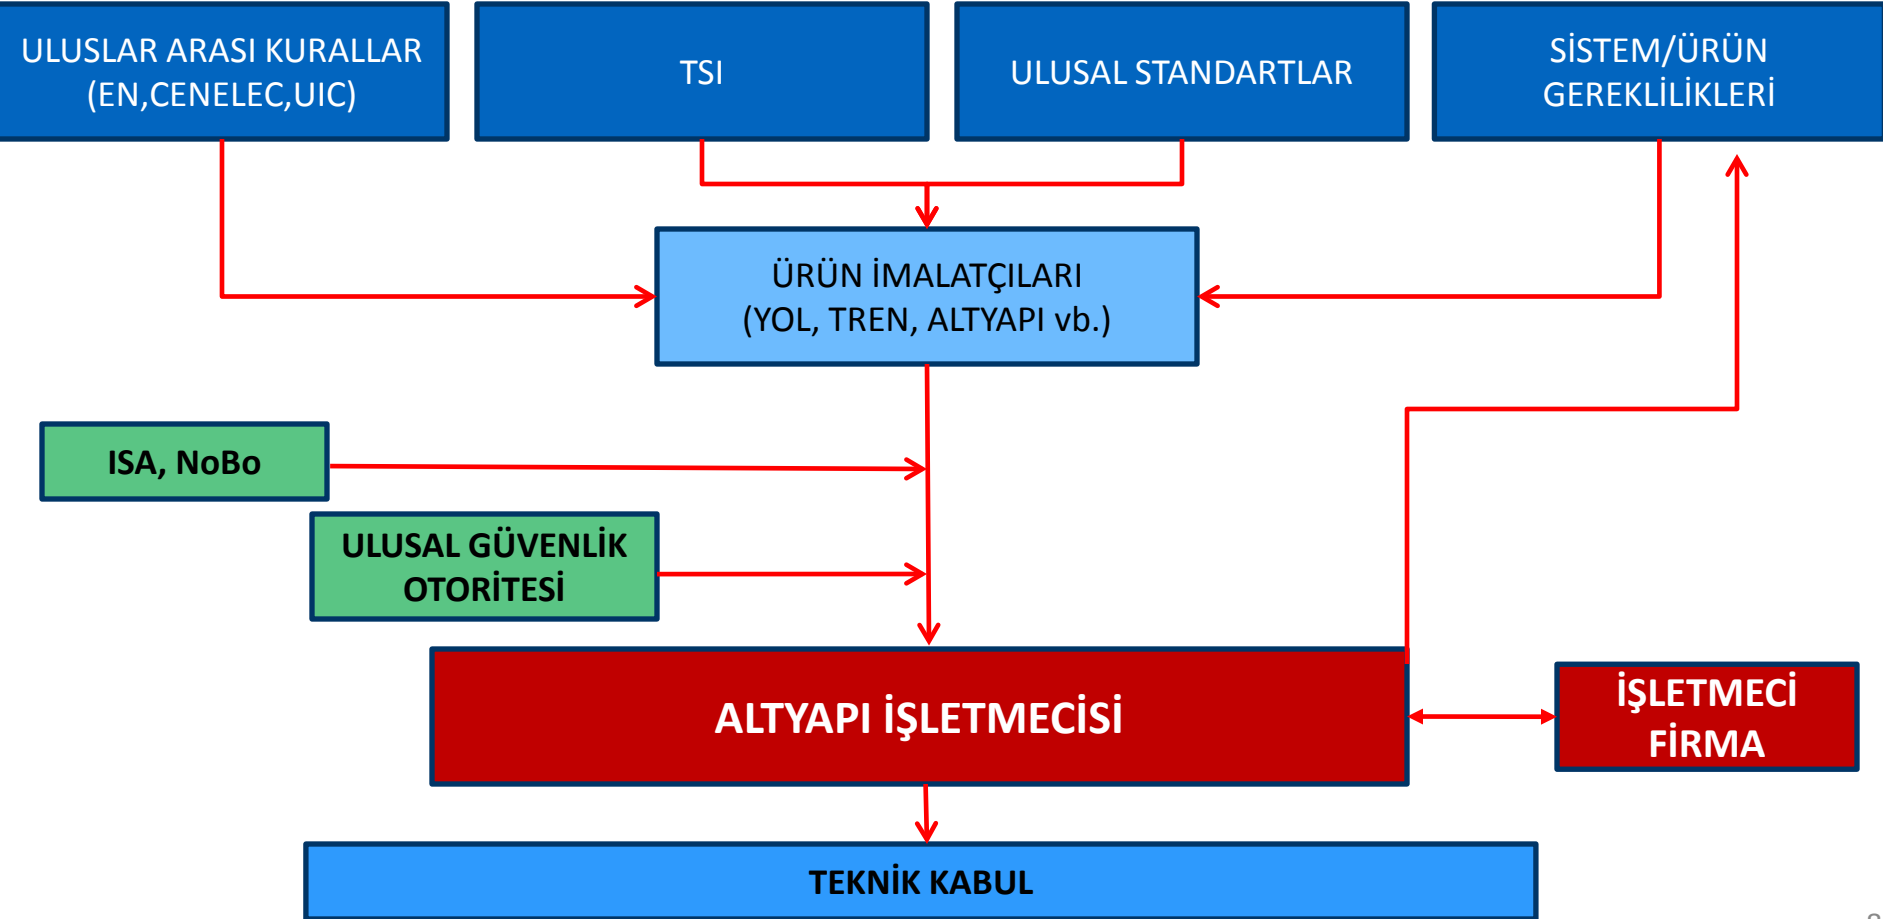 ULUSLAR ARASI KURALLAR
(EN,CENELEC,UIC)
TSI
ULUSAL STANDARTLAR
SİSTEM/ÜRÜN
GEREKLİLİKLERİ
ÜRÜN İMALATÇILARI
(YOL, TREN, ALTYAPI vb.)
ISA, NoBo
ULUSAL GÜVENLİK
OTORİTESİ
ALTYAPI İŞLETMECİSİ
İŞLETMECİ
FİRMA
TEKNİK KABUL